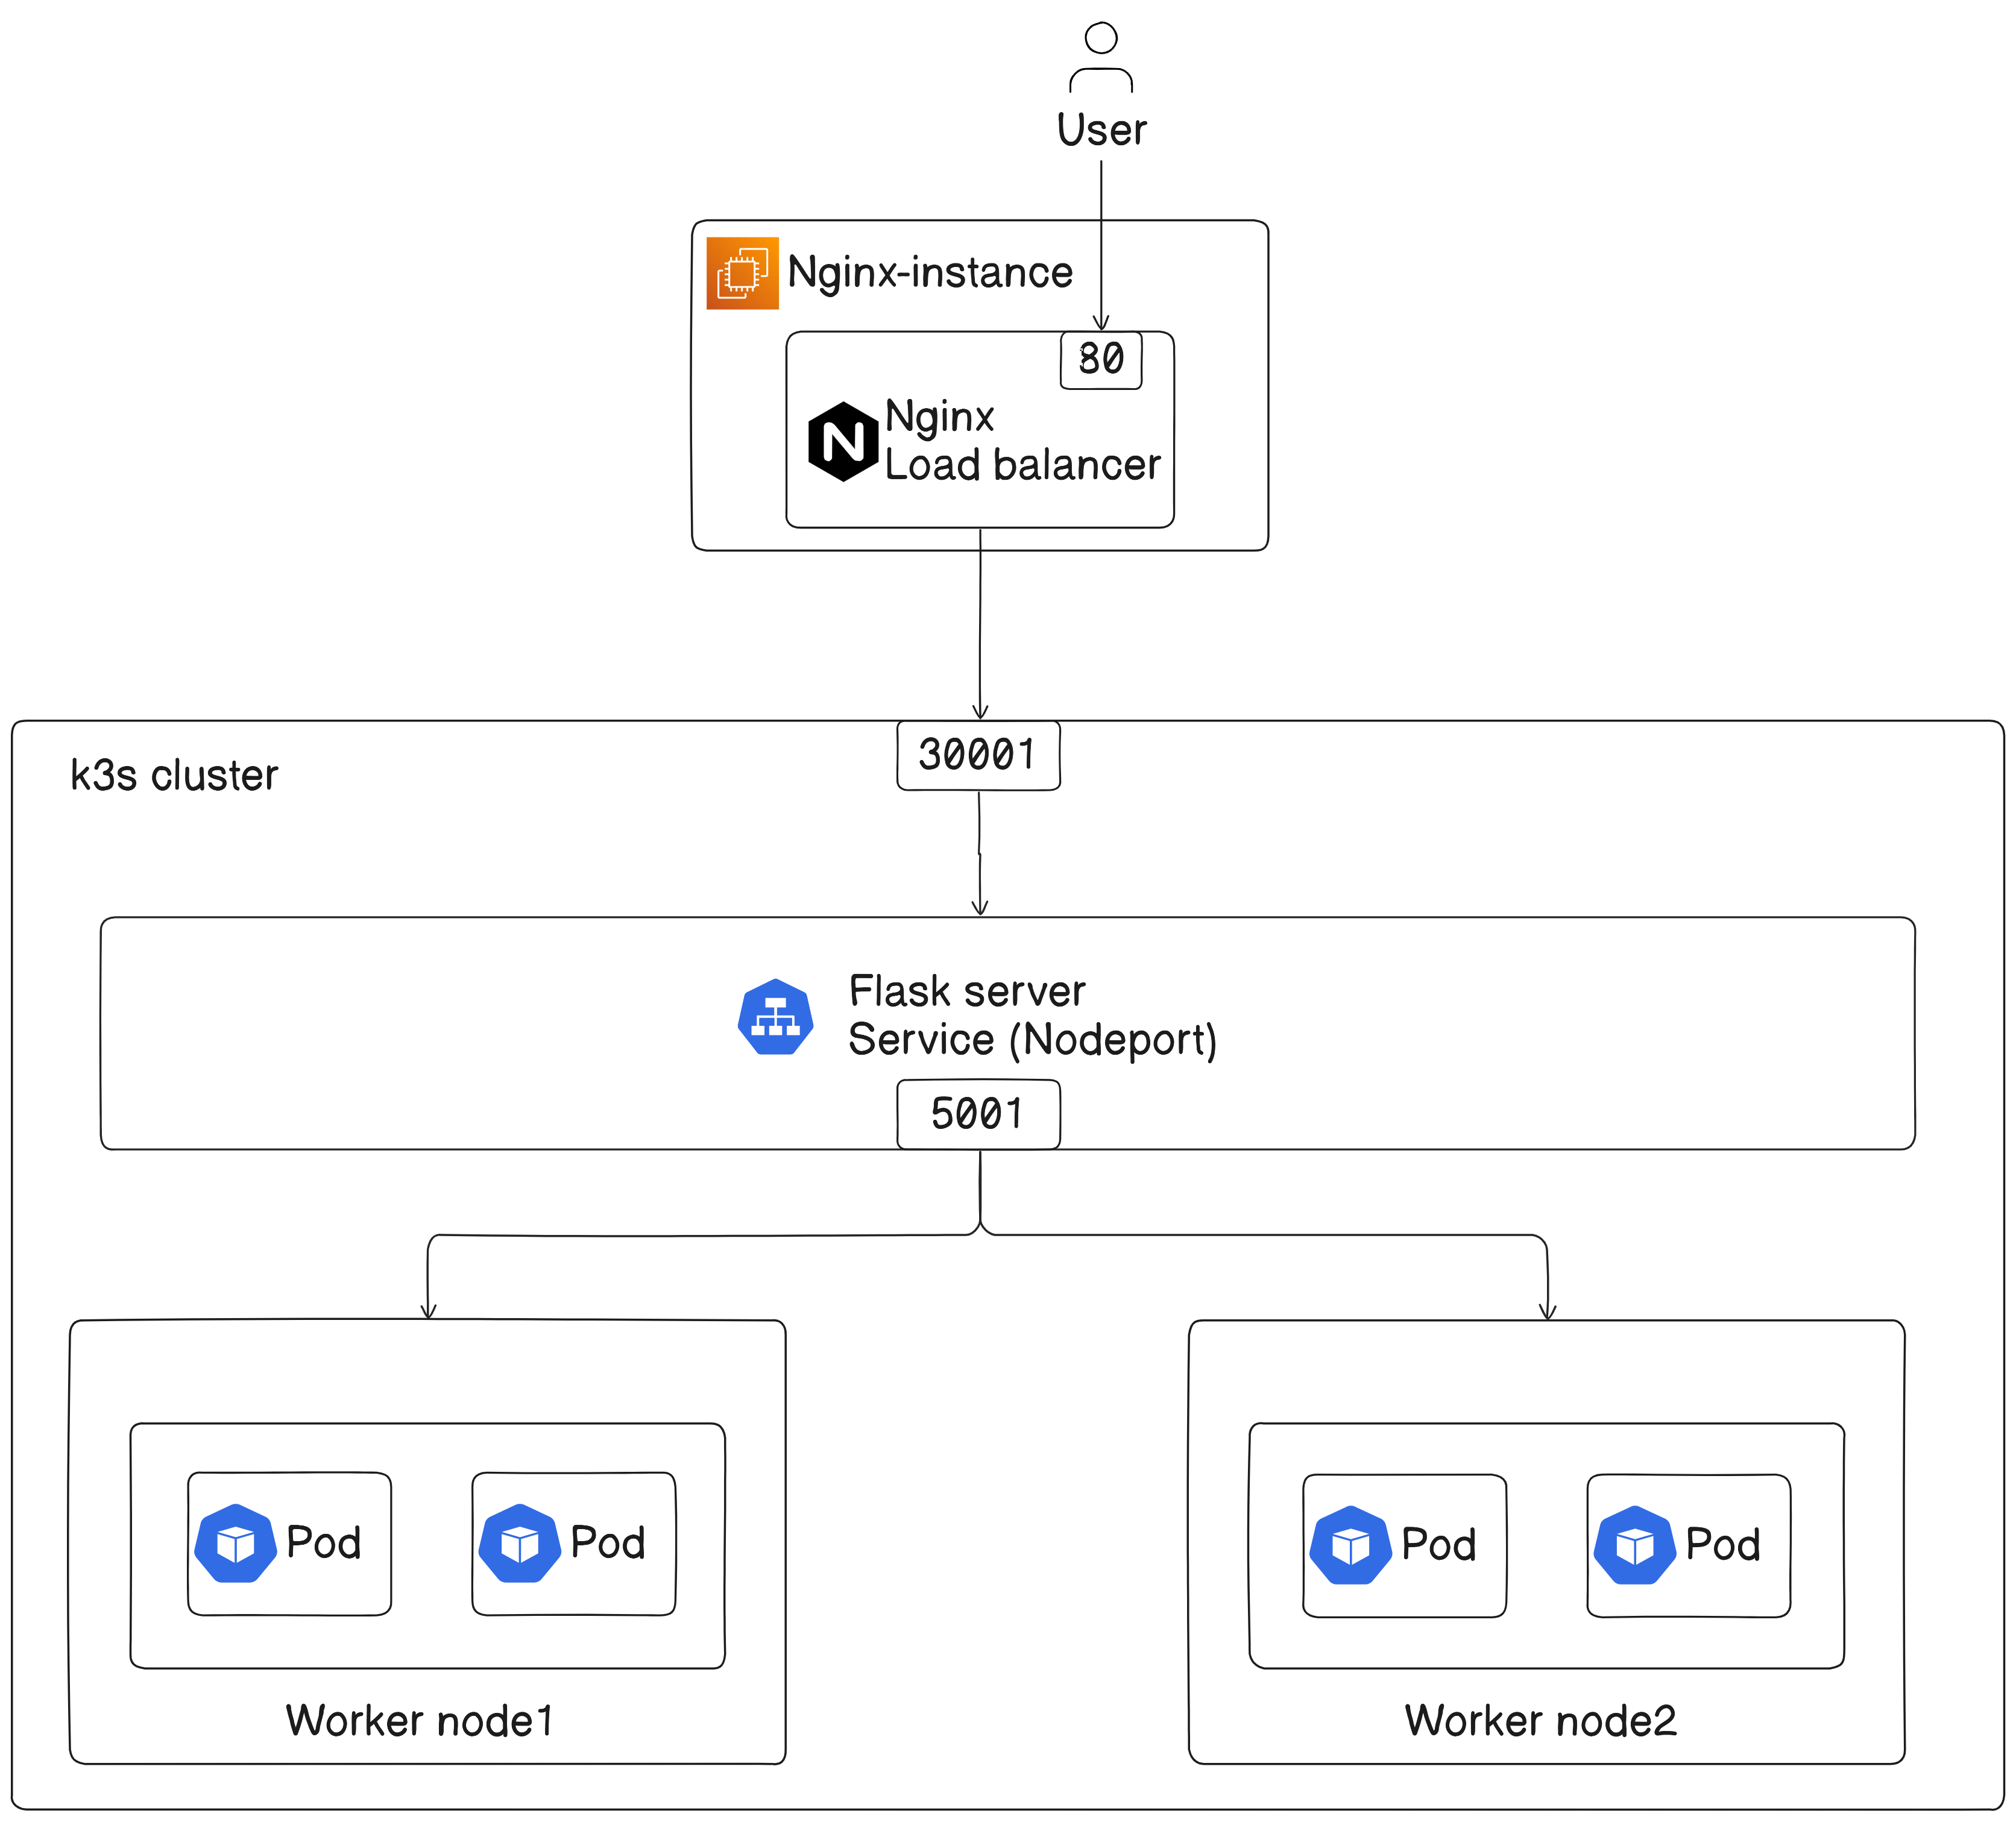 User
Nginx-instance
80
Nginx
Load balancer
30001
k3s cluster
Flask server
Service (Nodeport)
5001
Pod
Pod
Pod
Pod
Worker node1
Worker node2